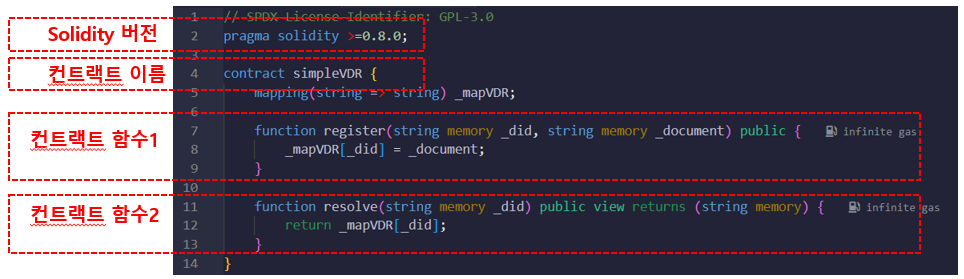 Solidity 버전
컨트랙트 이름
컨트랙트 함수1
컨트랙트 함수2
1 // SPDX-License-Identifier: GPL-3.0
2 pragma solidity >=0.8.0;
3
4 contract simpleVDR {
5 mapping(string => string) _mapVDR;
6
7 function register(string memory _did, string memory _document) public { infinite gas
8 _mapVDR[_did] = _document;
9 }
10
11 function resolve(string memory _did) public view returns (string memory) { infinite gas
12 return _mapVDR[_did];
13 }
14 }